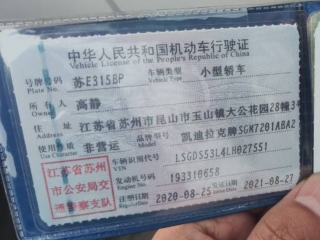 中华人民共和国机动车行驶证
Vehicle License of the People's Republic of China
号牌号码 苏E315BP 车辆类型 小型轿车
Plate No. Vehicle Type
所有人 高静
Owner
住址 江苏省苏州市昆山市玉山镇大公花园28幢3
Address
使用性质 非营运 品牌型号 凯迪拉克牌SGM7201ABA2
Use Character Model
江苏省苏州市公安局交通警察支队
车辆识别代号 LSGDS53L4LH027551
VIN
发动机号码 193310658
Engine No.
注册日期 2020-08-25 发证日期 2021-08-27
Register Date Issue Date